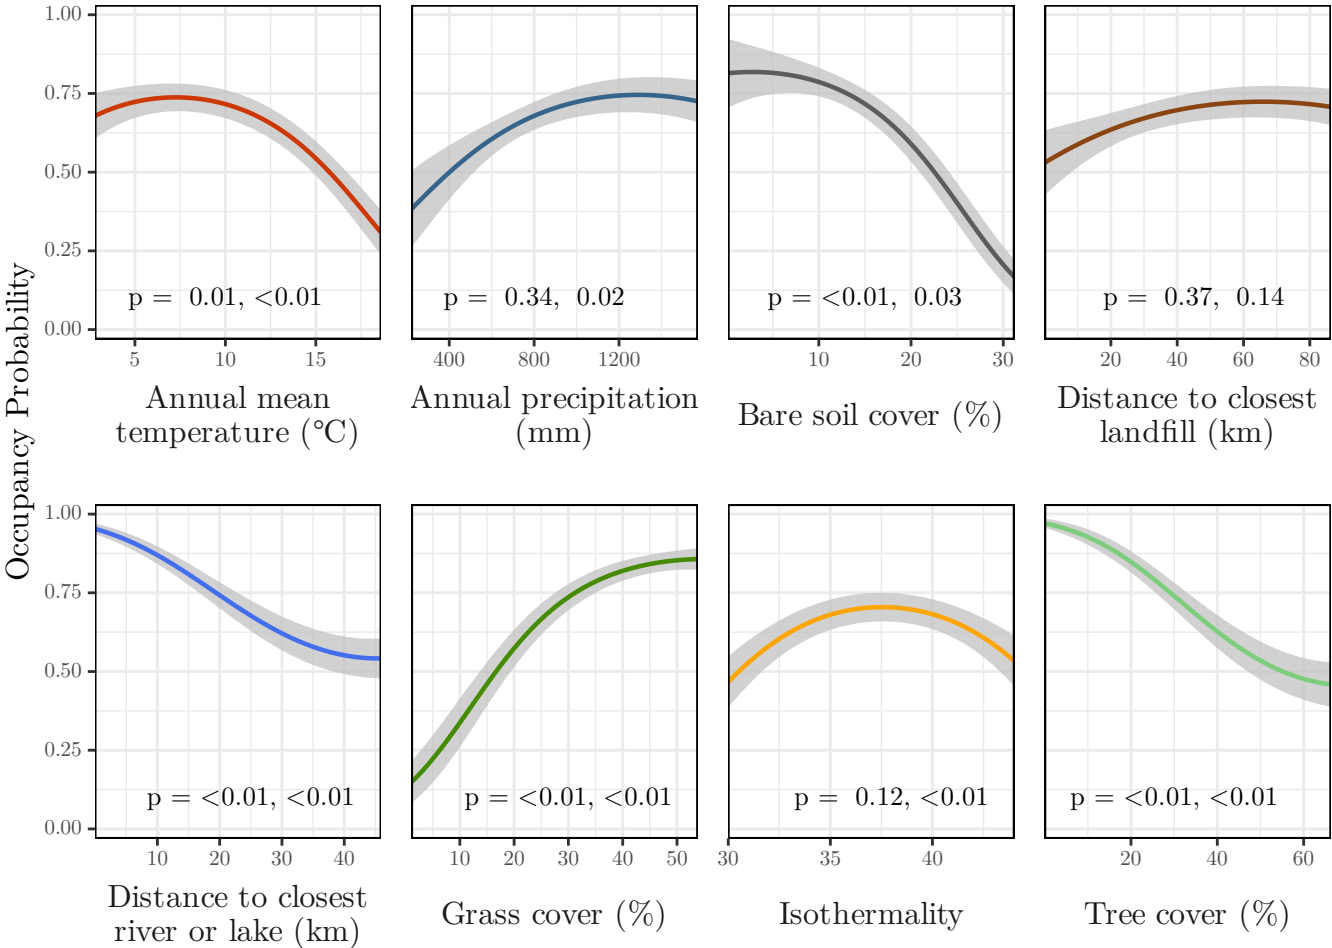 Occupancy Probability
1.00
0.75
0.50
0.25
0.00
p = 0.01, <0.01
5 10 15
Annual mean
temperature (°C)
p = 0.34, 0.02
400 800 1200
Annual precipitation
(mm)
p = <0.01, 0.03
10 20 30
Bare soil cover (%)
p = 0.37, 0.14
20 40 60 80
Distance to closest
landfill (km)
1.00
0.75
0.50
0.25
0.00
p = <0.01, <0.01
10 20 30 40
Distance to closest
river or lake (km)
p = <0.01, <0.01
10 20 30 40 50
Grass cover (%)
p = 0.12, <0.01
30 35 40
Isothermality
p = <0.01, <0.01
20 40 60
Tree cover (%)